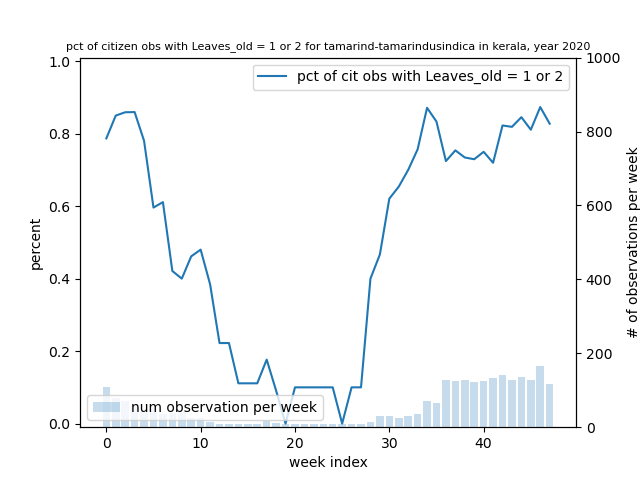 pct of citizen obs with Leaves_old = 1 or 2 for tamarind-tamarindusindica in kerala, year 2020
pct of cit obs with Leaves_old = 1 or 2
1.0
0.8
0.6
0.4
0.2
0.0
percent
1000
800
600
400
200
0
# of observations per week
num observation per week
0 10 20 30 40
week index